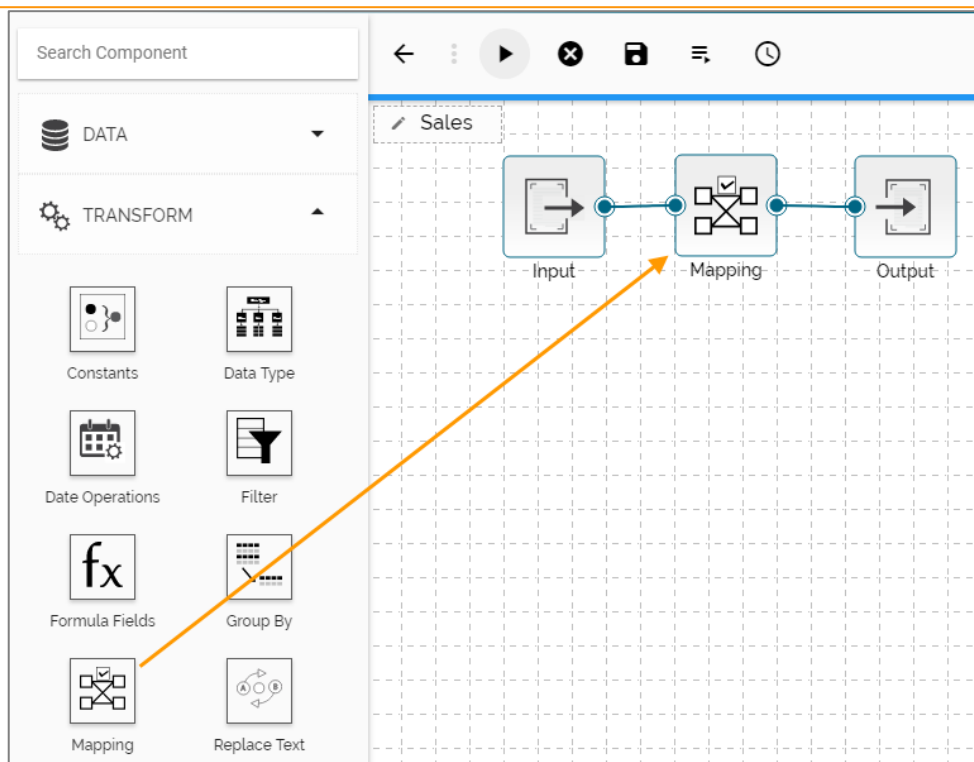 Search Component
DATA
TRANSFORM
Constants
Data Type
Date Operations
Filter
fx
Formula Fields
Group By
Mapping
A B
Replace Text
Sales
Input
Mapping
Output